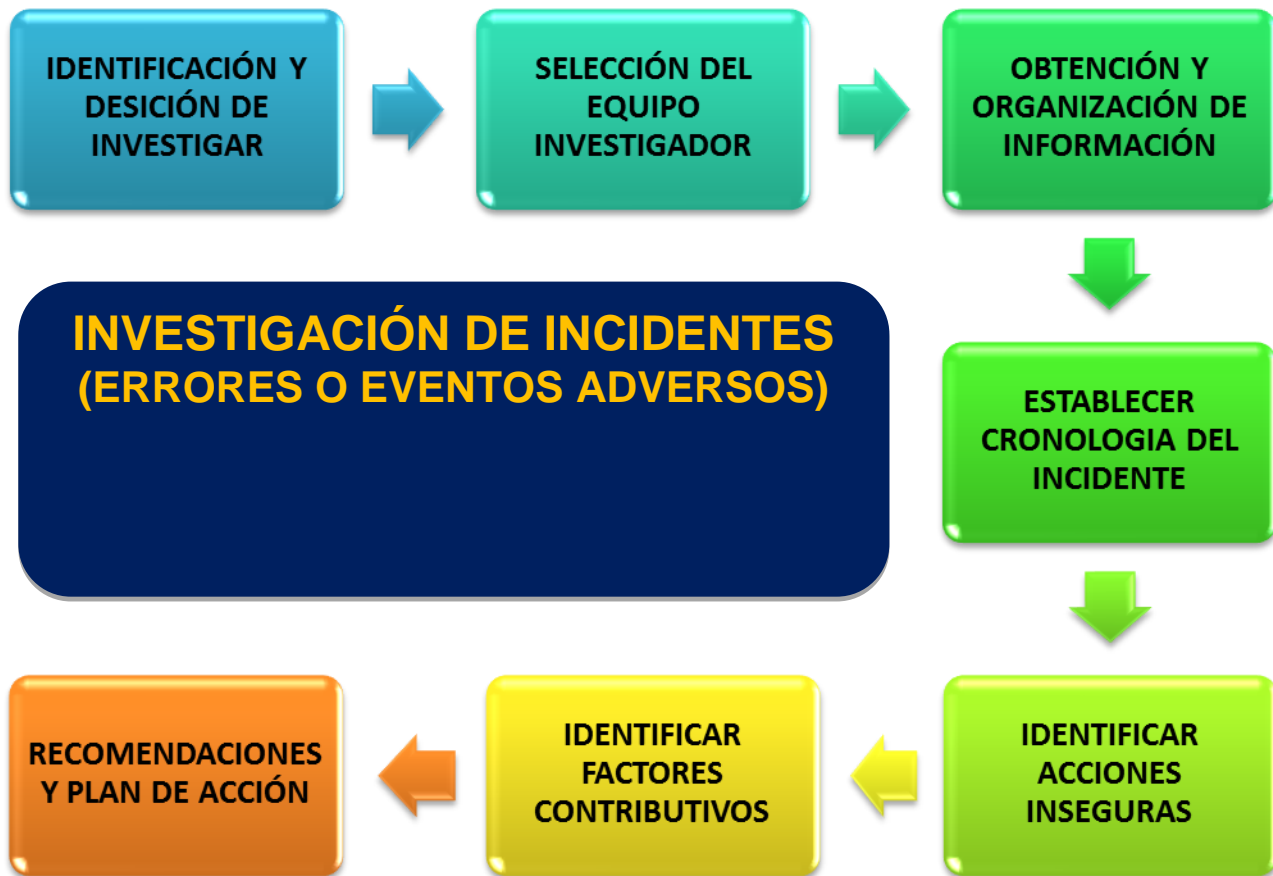 IDENTIFICACIÓN Y
DESICIÓN DE
INVESTIGAR
SELECCIÓN DEL
EQUIPO
INVESTIGADOR
OBTENCIÓN Y
ORGANIZACIÓN DE
INFORMACIÓN
INVESTIGACIÓN DE INCIDENTES
(ERRORES O EVENTOS ADVERSOS)
ESTABLECER
CRONOLOGIA DEL
INCIDENTE
IDENTIFICAR
ACCIONES
INSEGURAS
IDENTIFICAR
FACTORES
CONTRIBUTIVOS
RECOMENDACIONES
Y PLAN DE ACCIÓN